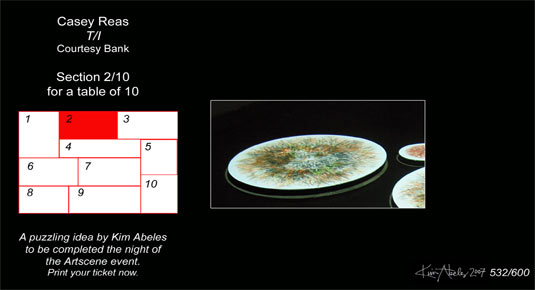 Casey Reas
T/I
Courtesy Bank
Section 2/10
for a table of 10
1 2 3
4 5
6 7
8 9 10
A puzzling idea by Kim Abeles
to be completed the night of
the Artscene event.
Print your ticket now.
Kim Abeles 2007 532/600